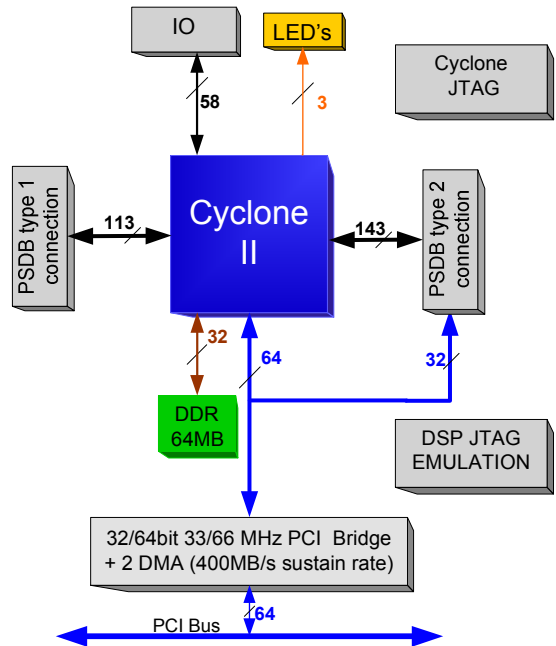 IO
LED's
Cyclone
JTAG
58
3
PSDB type 1
connection
113
Cyclone
II
143
PSDB type 2
connection
32
64
32
DDR
64MB
DSP JTAG
EMULATION
32/64bit 33/66 MHz PCI Bridge
+ 2 DMA (400MB/s sustain rate)
64
PCI Bus